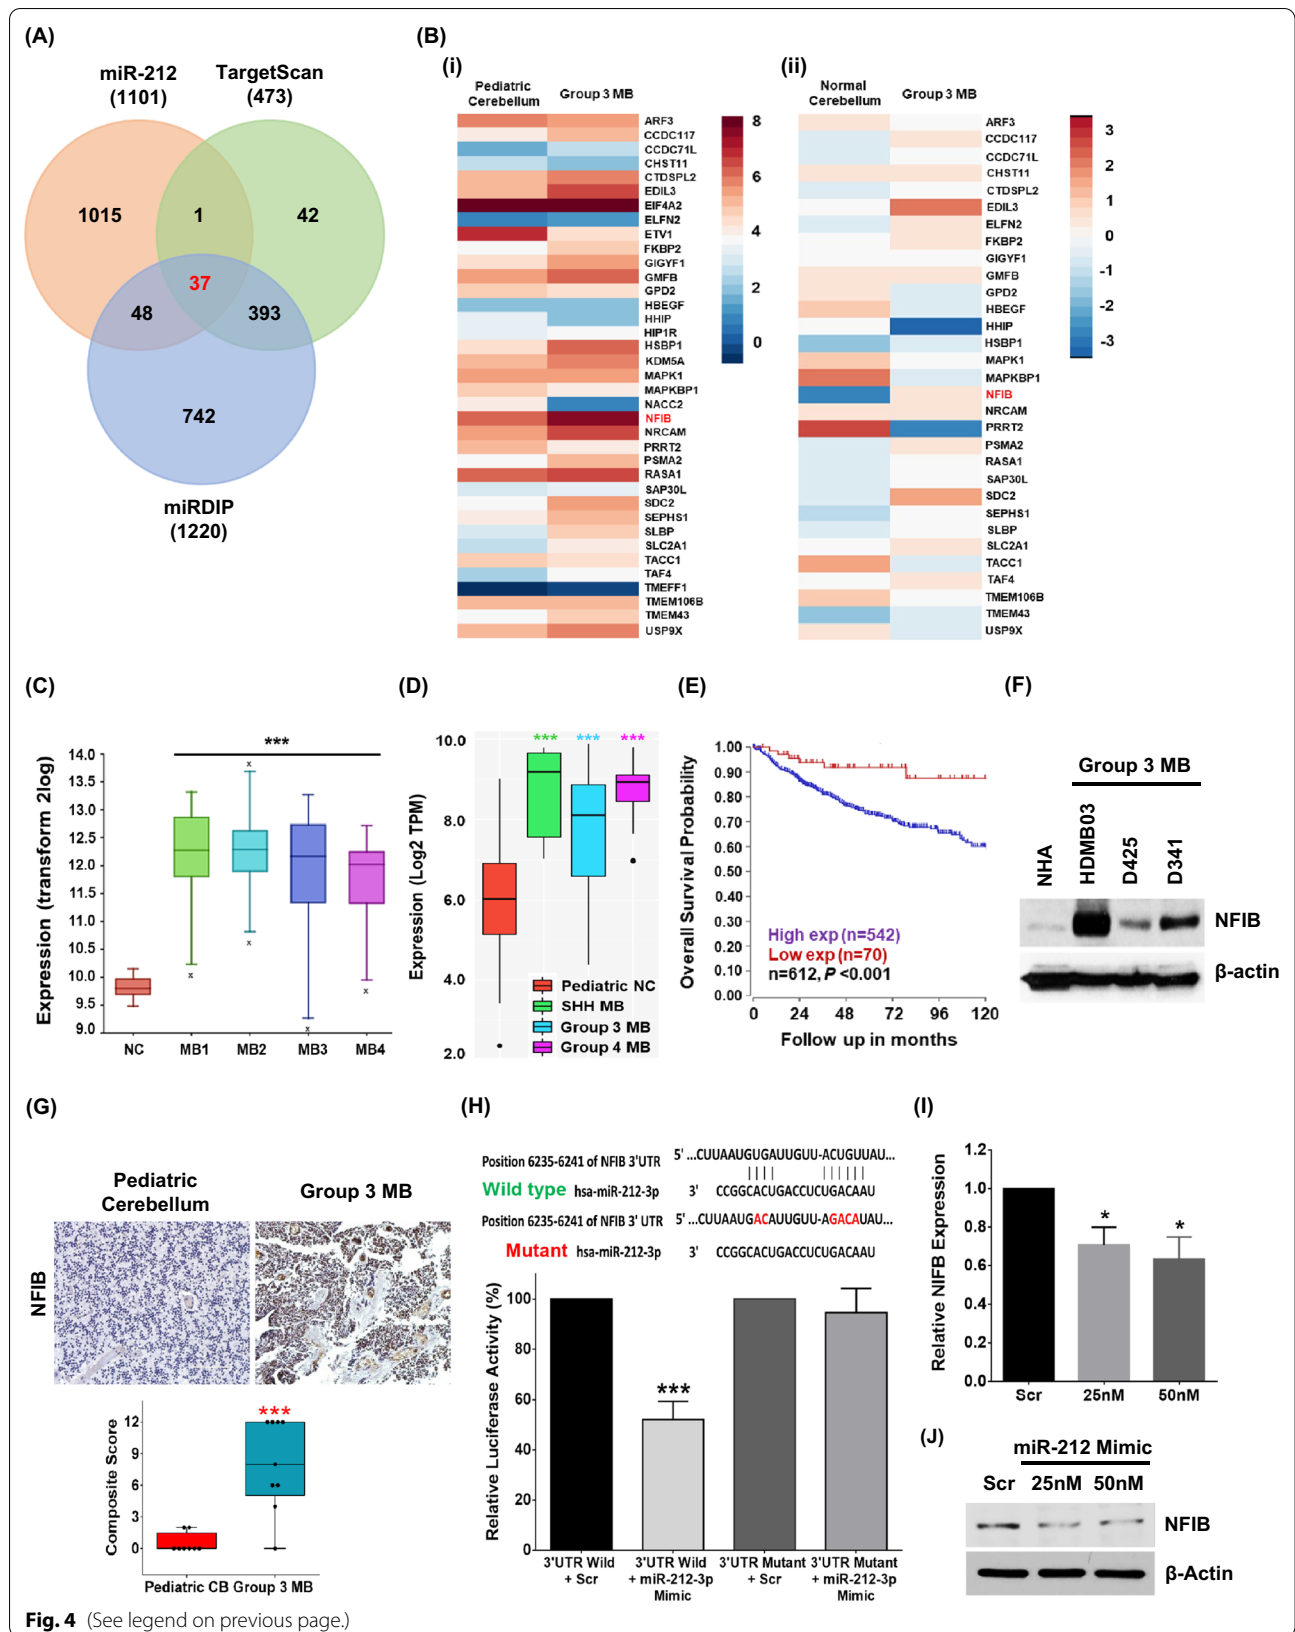 (A)
miR-212
(1101)
TargetScan
(473)
1015
1
42
37
48
393
742
miRDIP
(1220)
(B)
(i)
Pediatric
Cerebellum
Group 3 MB
ARF3
CCDC117
CCDC71L
CHST11
CTDSPL2
EDIL3
EIF4A2
ELFN2
ETV1
FKBP2
GIGYF1
GMFB
GPD2
HBEGF
HHIP
HIP1R
HSBP1
KDM5A
MAPK1
MAPKBP1
NACC2
NFIB
NRCAM
PRRT2
PSMA2
RASA1
SAP30L
SDC2
SEPHS1
SLBP
SLC2A1
TACC1
TAF4
TMEFF1
TMEM106B
TMEM43
USP9X
8
6
4
2
0
(ii)
Normal
Cerebellum
Group 3 MB
ARF3
CCDC117
CCDC71L
CHST11
CTDSPL2
EDIL3
ELFN2
FKBP2
GIGYF1
GMFB
GPD2
HBEGF
HHIP
HSBP1
MAPK1
MAPKBP1
NFIB
NRCAM
PRRT2
PSMA2
RASA1
SAP30L
SDC2
SEPHS1
SLBP
SLC2A1
TACC1
TAF4
TMEM106B
TMEM43
USP9X
3
2
1
0
-1
-2
-3
(C)
***
Expression (transform 2log)
14.0
13.5
13.0
12.5
12.0
11.5
11.0
10.5
10.0
9.5
9.0
NC MB1 MB2 MB3 MB4
(D)
*** *** ***
Expression (Log2 TPM)
10.0
8.0
6.0
4.0
2.0
Pediatric NC
SHH MB
Group 3 MB
Group 4 MB
(E)
Overall Survival Probability
1.00
0.90
0.80
0.70
0.60
0.50
0.40
0.30
0.20
0.10
0.00
High exp (n=542)
Low exp (n=70)
n=612, P <0.001
0 24 48 72 96 120
Follow up in months
(F)
Group 3 MB
NHA
HDMB03
D425
D341
NFIB
β-actin
(G)
Pediatric
Cerebellum
Group 3 MB
NFIB
***
Composite Score
12
9
6
3
0
Pediatric CB Group 3 MB
(H)
Position 6235-6241 of NFIB 3'UTR 5' ...CUUAAUGUGAUUGUU-ACUGUUAU...
Wild type hsa-miR-212-3p 3' CCGGCACUGACCUCUGACAAU
Position 6235-6241 of NFIB 3' UTR 5' ...CUUAAUGACAUUGUU-AGACAUAU...
Mutant hsa-miR-212-3p 3' CCGGCACUGACCUCUGACAAU
Relative Luciferase Activity (%)
100
80
60
40
20
0
***
3'UTR Wild
+ Scr
3'UTR Wild
+ miR-212-3p
Mimic
3'UTR Mutant
+ Scr
3'UTR Mutant
+ miR-212-3p
Mimic
(I)
Relative NIFB Expression
1.2
1.0
0.8
0.6
0.4
0.2
0.0
* *
Scr 25nM 50nM
(J)
miR-212 Mimic
Scr 25nM 50nM
NFIB
β-Actin
Fig. 4 (See legend on previous page.)